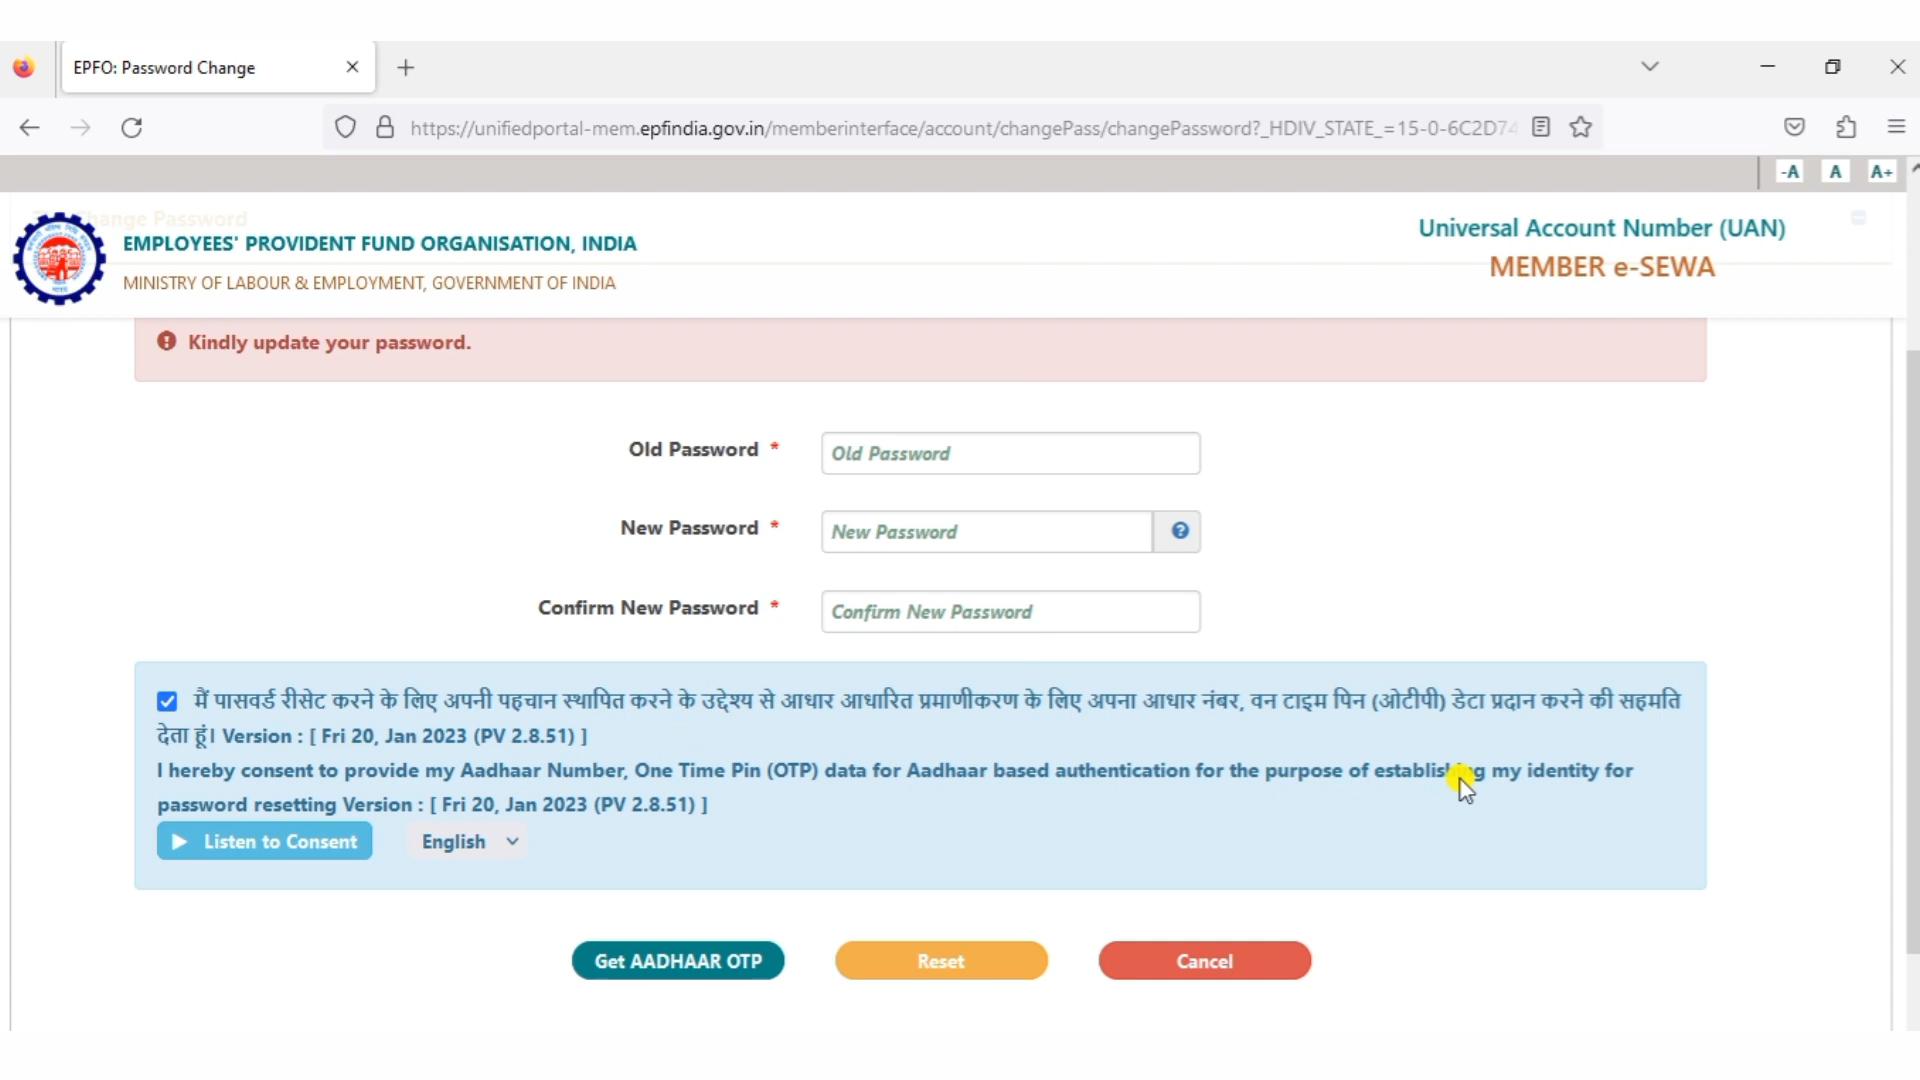 EPFO: Password Change
https://unifiedportal-mem.epfindia.gov.in/memberinterface/account/changePass/changePassword?_HDIV_STATE_=15-0-6C2D74
-A A A+
Change Password
EMPLOYEES' PROVIDENT FUND ORGANISATION, INDIA
MINISTRY OF LABOUR & EMPLOYMENT, GOVERNMENT OF INDIA
Universal Account Number (UAN)
MEMBER e-SEWA
Kindly update your password.
Old Password * Old Password
New Password * New Password
Confirm New Password * Confirm New Password
मैं पासवर्ड रीसेट करने के लिए अपनी पहचान स्थापित करने के उद्देश्य से आधार आधारित प्रमाणीकरण के लिए अपना आधार नंबर, वन टाइम पिन (ओटीपी) डेटा प्रदान करने की सहमति
देता हूं। Version : [ Fri 20, Jan 2023 (PV 2.8.51) ]
I hereby consent to provide my Aadhaar Number, One Time Pin (OTP) data for Aadhaar based authentication for the purpose of establishing my identity for
password resetting Version : [ Fri 20, Jan 2023 (PV 2.8.51) ]
Listen to Consent English
Get AADHAAR OTP Reset Cancel